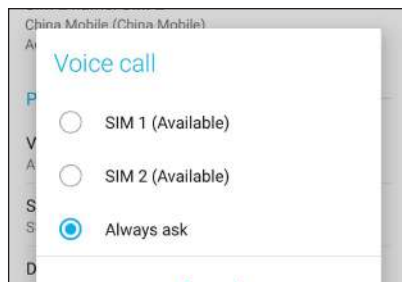 China Mobile (China Mobile)
A
Voice call
P
SIM 1 (Available)
V
A
SIM 2 (Available)
S
S
Always ask
D